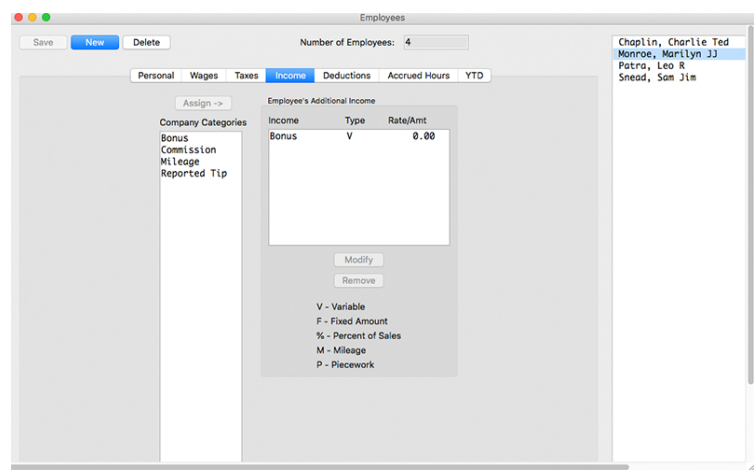 Employees
Save New Delete Number of Employees: 4
Personal Wages Taxes Income Deductions Accrued Hours YTD
Assign ->
Company Categories
Bonus
Commission
Mileage
Reported Tip
Employee's Additional Income
Income Type Rate/Amt
Bonus V 0.00
Modify
Remove
V - Variable
F - Fixed Amount
% - Percent of Sales
M - Mileage
P - Piecework
Chaplin, Charlie Ted
Monroe, Marilyn JJ
Patra, Leo R
Snead, Sam Jim